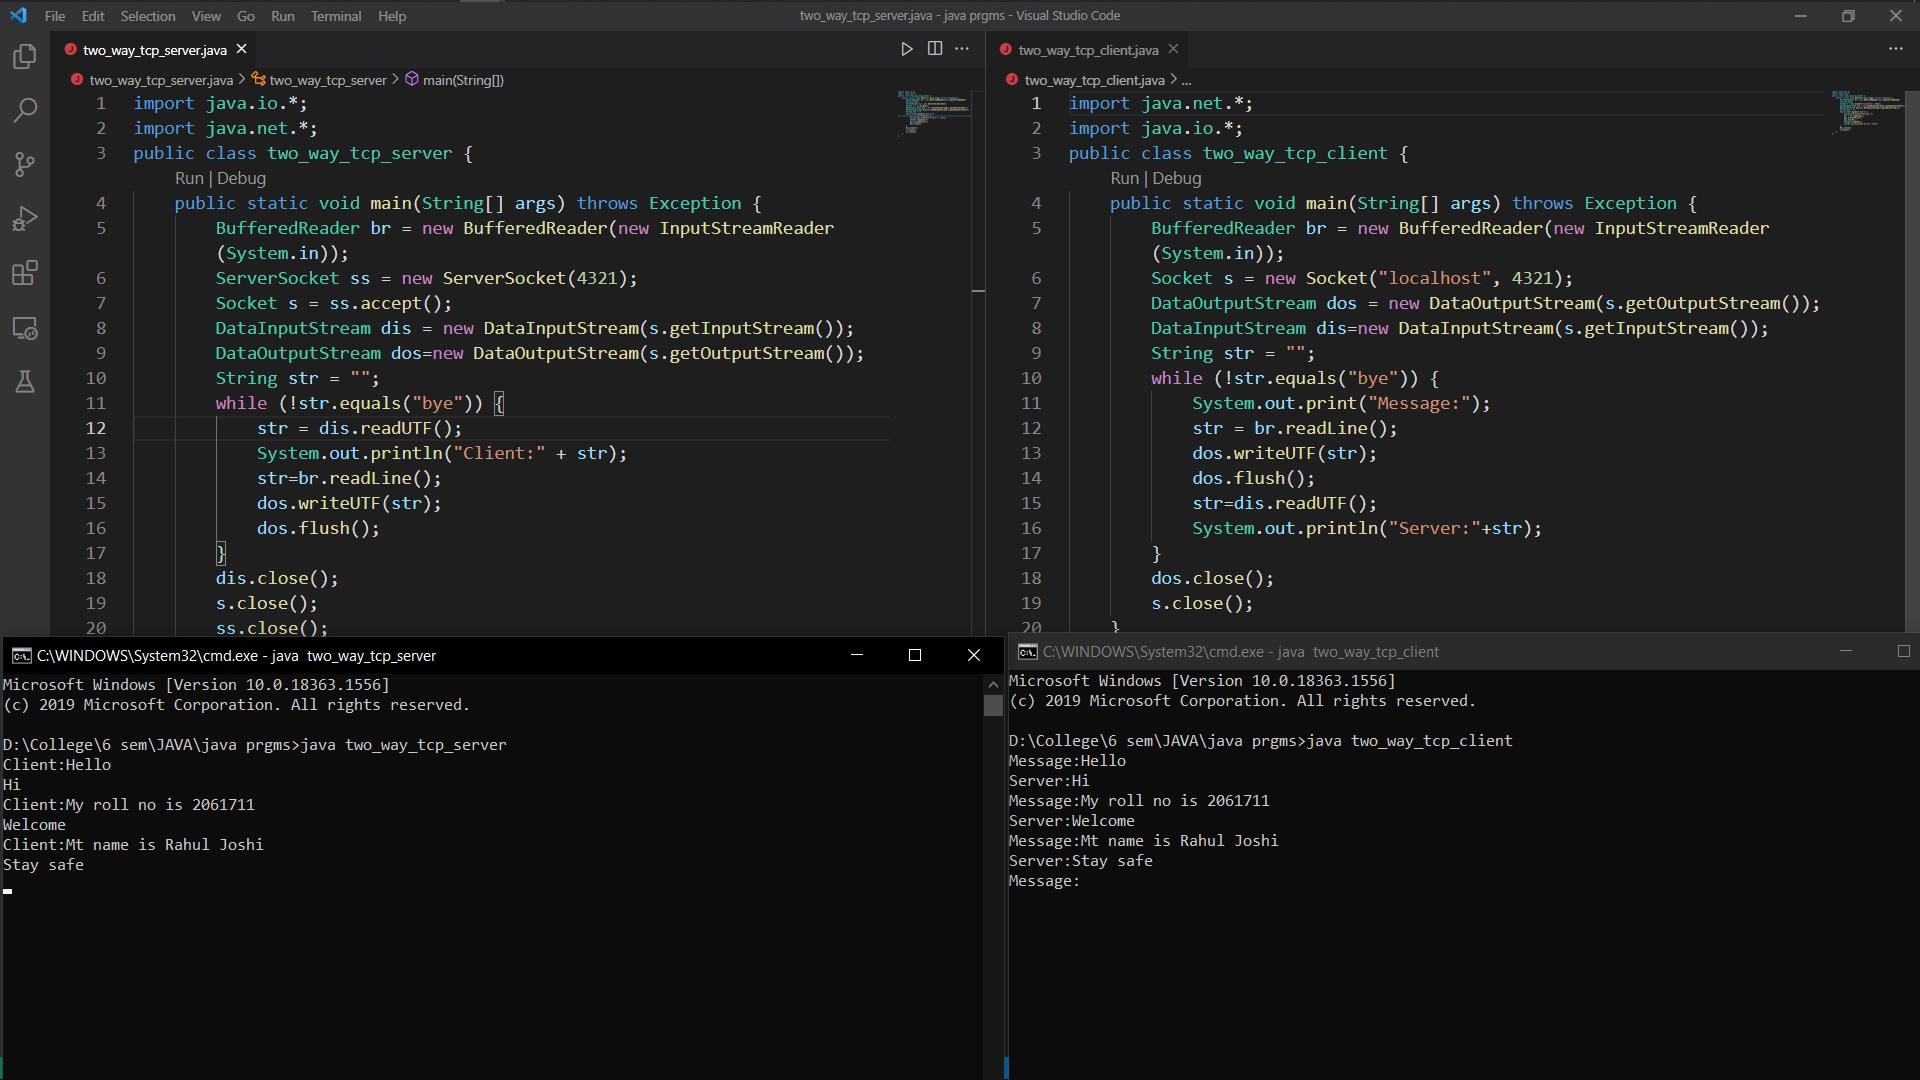 File Edit Selection View Go Run Terminal Help
two_way_tcp_server.java - java prgms - Visual Studio Code
two_way_tcp_server.java
two_way_tcp_server.java > two_way_tcp_server > main(String[])
1 import java.io.*;
2 import java.net.*;
3 public class two_way_tcp_server {
Run | Debug
4 public static void main(String[] args) throws Exception {
5 BufferedReader br = new BufferedReader(new InputStreamReader
(System.in));
6 ServerSocket ss = new ServerSocket(4321);
7 Socket s = ss.accept();
8 DataInputStream dis = new DataInputStream(s.getInputStream());
9 DataOutputStream dos=new DataOutputStream(s.getOutputStream());
10 String str = "";
11 while (!str.equals("bye")) {
12 str = dis.readUTF();
13 System.out.println("Client:" + str);
14 str=br.readLine();
15 dos.writeUTF(str);
16 dos.flush();
17 }
18 dis.close();
19 s.close();
20 ss.close();
two_way_tcp_client.java
two_way_tcp_client.java > ...
1 import java.net.*;
2 import java.io.*;
3 public class two_way_tcp_client {
Run | Debug
4 public static void main(String[] args) throws Exception {
5 BufferedReader br = new BufferedReader(new InputStreamReader
(System.in));
6 Socket s = new Socket("localhost", 4321);
7 DataOutputStream dos = new DataOutputStream(s.getOutputStream());
8 DataInputStream dis=new DataInputStream(s.getInputStream());
9 String str = "";
10 while (!str.equals("bye")) {
11 System.out.print("Message:");
12 str = br.readLine();
13 dos.writeUTF(str);
14 dos.flush();
15 str=dis.readUTF();
16 System.out.println("Server:"+str);
17 }
18 dos.close();
19 s.close();
20 }
C:\WINDOWS\System32\cmd.exe - java two_way_tcp_server
Microsoft Windows [Version 10.0.18363.1556]
(c) 2019 Microsoft Corporation. All rights reserved.
D:\College\6 sem\JAVA\java prgms>java two_way_tcp_server
Client:Hello
Hi
Client:My roll no is 2061711
Welcome
Client:Mt name is Rahul Joshi
Stay safe
C:\WINDOWS\System32\cmd.exe - java two_way_tcp_client
Microsoft Windows [Version 10.0.18363.1556]
(c) 2019 Microsoft Corporation. All rights reserved.
D:\College\6 sem\JAVA\java prgms>java two_way_tcp_client
Message:Hello
Server:Hi
Message:My roll no is 2061711
Server:Welcome
Message:Mt name is Rahul Joshi
Server:Stay safe
Message: